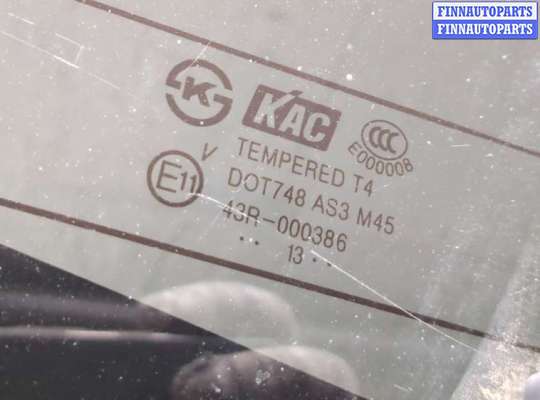 FINNAUTOPARTS
FINNAUTOPARTS
K KAC CCC
E000008
V TEMPERED T4
E11 DOT748 AS3 M45
43R-000386
·· 13 ··